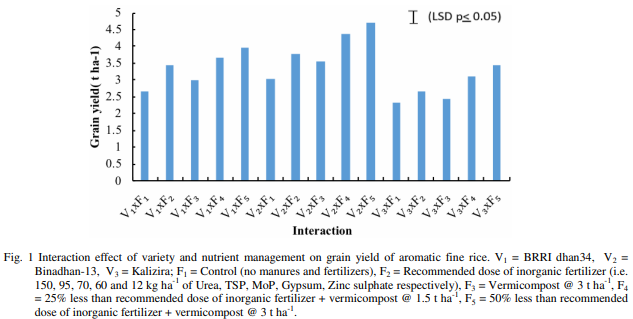 5
4.5
4
3.5
3
2.5
2
1.5
1
0.5
0
Grain yield( t ha-1)
(LSD p≤ 0.05)
V₁xF₁
V₁xF₂
V₁xF₃
V₁xF₄
V₁xF₅
V₂xF₁
V₂xF₂
V₂xF₃
V₂xF₄
V₂xF₅
V₃xF₁
V₃xF₂
V₃xF₃
V₃xF₄
V₃xF₅
Interaction
Fig. 1 Interaction effect of variety and nutrient management on grain yield of aromatic fine rice. V₁ = BRRI dhan34, V₂ =
Binadhan-13, V₃ = Kalizira; F₁ = Control (no manures and fertilizers), F₂ = Recommended dose of inorganic fertilizer (i.e.
150, 95, 70, 60 and 12 kg ha⁻¹ of Urea, TSP, MoP, Gypsum, Zinc sulphate respectively), F₃ = Vermicompost @ 3 t ha⁻¹, F₄
= 25% less than recommended dose of inorganic fertilizer + vermicompost @ 1.5 t ha⁻¹, F₅ = 50% less than recommended
dose of inorganic fertilizer + vermicompost @ 3 t ha⁻¹.